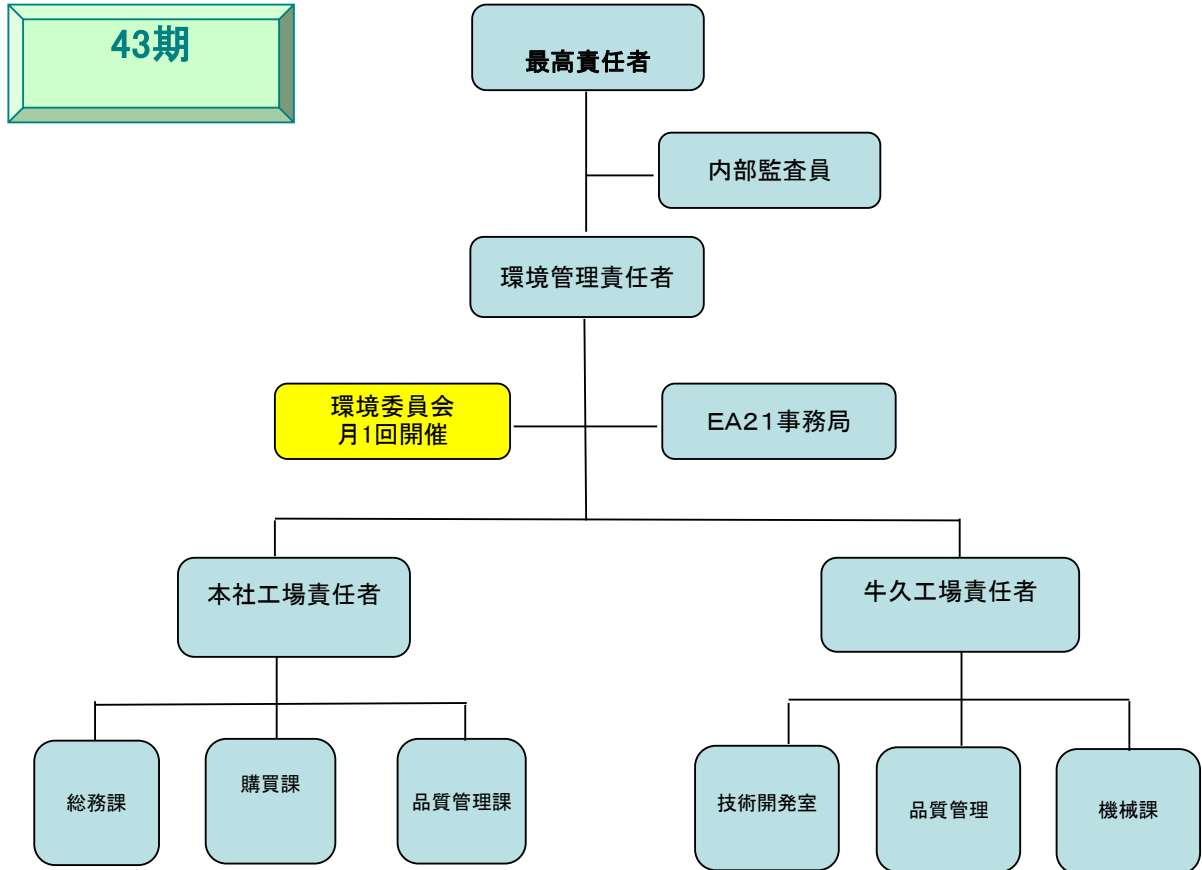 43期
最高責任者
内部監査員
環境管理責任者
環境委員会
月1回開催
EA21事務局
本社工場責任者
牛久工場責任者
総務課
購買課
品質管理課
技術開発室
品質管理
機械課